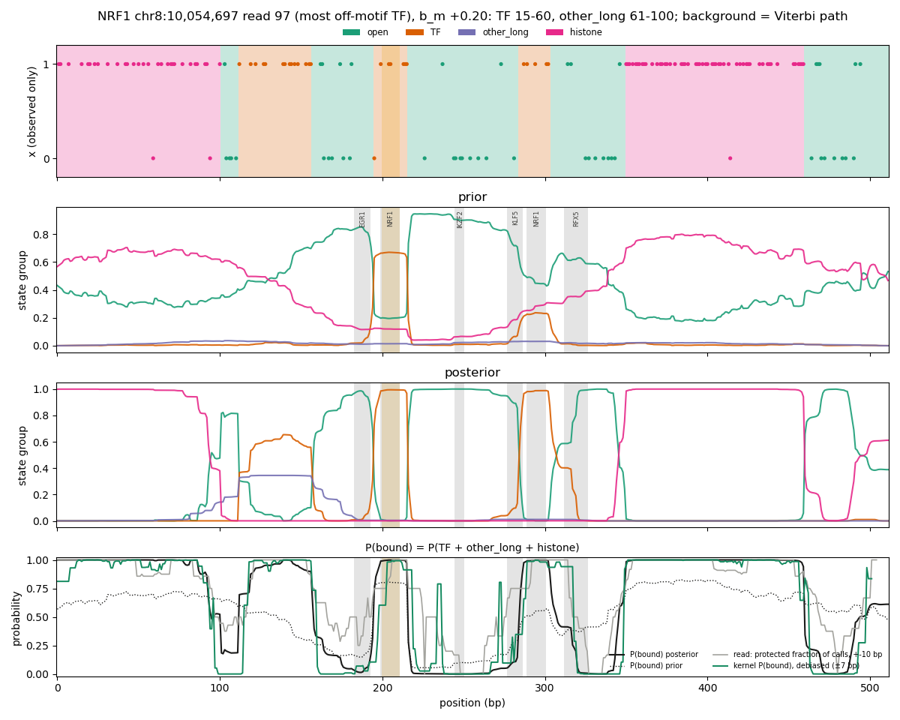 NRF1 chr8:10,054,697 read 97 (most off-motif TF), b_m +0.20: TF 15-60, other_long 61-100; background = Viterbi path
open TF other_long histone
x (observed only)
1
0
prior
state group
0.8
0.6
0.4
0.2
0.0
EGR1 NRF1 KLF5 NRF1 RFX5
posterior
state group
1.0
0.8
0.6
0.4
0.2
0.0
P(bound) = P(TF + other_long + histone)
probability
1.00
0.75
0.50
0.25
0.00
P(bound) posterior
P(bound) prior
read: protected fraction of calls, +-10 bp
kernel P(bound), debiased (±7 bp)
0 100 200 300 400 500
position (bp)